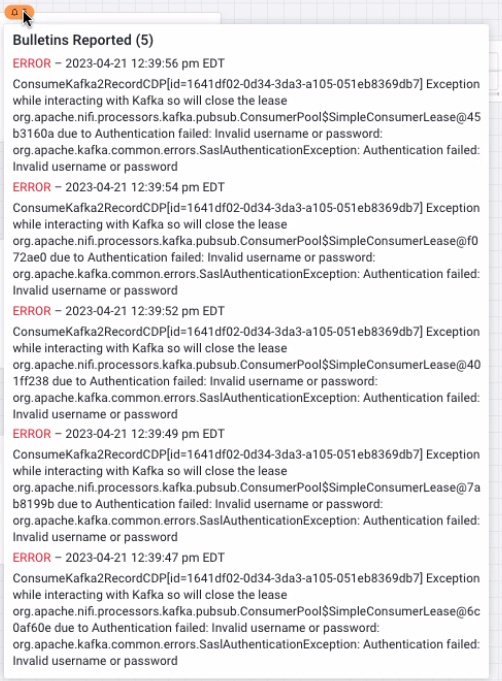 Bulletins Reported (5)
ERROR – 2023-04-21 12:39:56 pm EDT
ConsumeKafka2RecordCDP[id=1641df02-0d34-3da3-a105-051eb8369db7] Exception
while interacting with Kafka so will close the lease
org.apache.nifi.processors.kafka.pubsub.ConsumerPool$SimpleConsumerLease@45
b3160a due to Authentication failed: Invalid username or password:
org.apache.kafka.common.errors.SaslAuthenticationException: Authentication failed:
Invalid username or password
ERROR – 2023-04-21 12:39:54 pm EDT
ConsumeKafka2RecordCDP[id=1641df02-0d34-3da3-a105-051eb8369db7] Exception
while interacting with Kafka so will close the lease
org.apache.nifi.processors.kafka.pubsub.ConsumerPool$SimpleConsumerLease@f0
72ae0 due to Authentication failed: Invalid username or password:
org.apache.kafka.common.errors.SaslAuthenticationException: Authentication failed:
Invalid username or password
ERROR – 2023-04-21 12:39:52 pm EDT
ConsumeKafka2RecordCDP[id=1641df02-0d34-3da3-a105-051eb8369db7] Exception
while interacting with Kafka so will close the lease
org.apache.nifi.processors.kafka.pubsub.ConsumerPool$SimpleConsumerLease@40
1ff238 due to Authentication failed: Invalid username or password:
org.apache.kafka.common.errors.SaslAuthenticationException: Authentication failed:
Invalid username or password
ERROR – 2023-04-21 12:39:49 pm EDT
ConsumeKafka2RecordCDP[id=1641df02-0d34-3da3-a105-051eb8369db7] Exception
while interacting with Kafka so will close the lease
org.apache.nifi.processors.kafka.pubsub.ConsumerPool$SimpleConsumerLease@7a
b8199b due to Authentication failed: Invalid username or password:
org.apache.kafka.common.errors.SaslAuthenticationException: Authentication failed:
Invalid username or password
ERROR – 2023-04-21 12:39:47 pm EDT
ConsumeKafka2RecordCDP[id=1641df02-0d34-3da3-a105-051eb8369db7] Exception
while interacting with Kafka so will close the lease
org.apache.nifi.processors.kafka.pubsub.ConsumerPool$SimpleConsumerLease@6c
0af60e due to Authentication failed: Invalid username or password:
org.apache.kafka.common.errors.SaslAuthenticationException: Authentication failed:
Invalid username or password